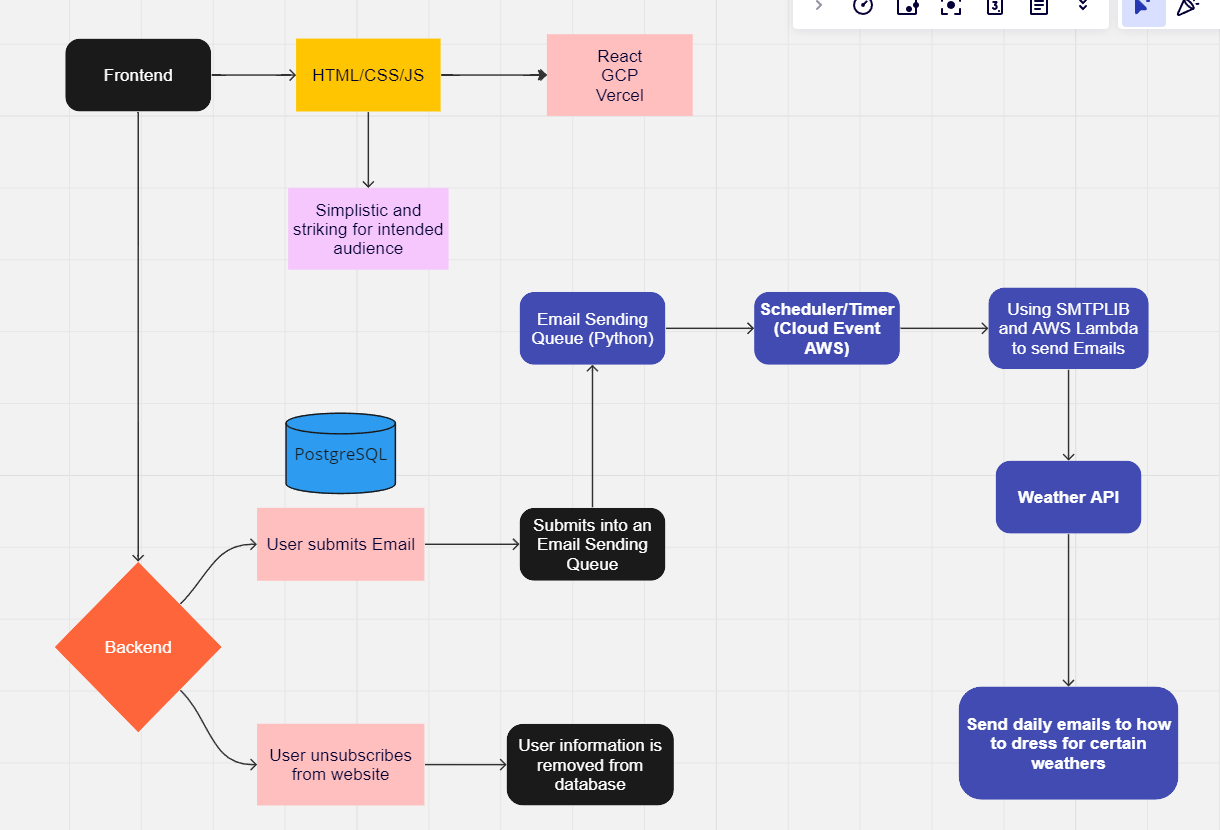 Frontend
HTML/CSS/JS
React
GCP
Vercel
Simplistic and
striking for intended
audience
Email Sending
Queue (Python)
Scheduler/Timer
(Cloud Event
AWS)
Using SMTPLIB
and AWS Lambda
to send Emails
PostgreSQL
Weather API
User submits Email
Submits into an
Email Sending
Queue
Backend
User unsubscribes
from website
User information is
removed from
database
Send daily emails to how
to dress for certain
weathers